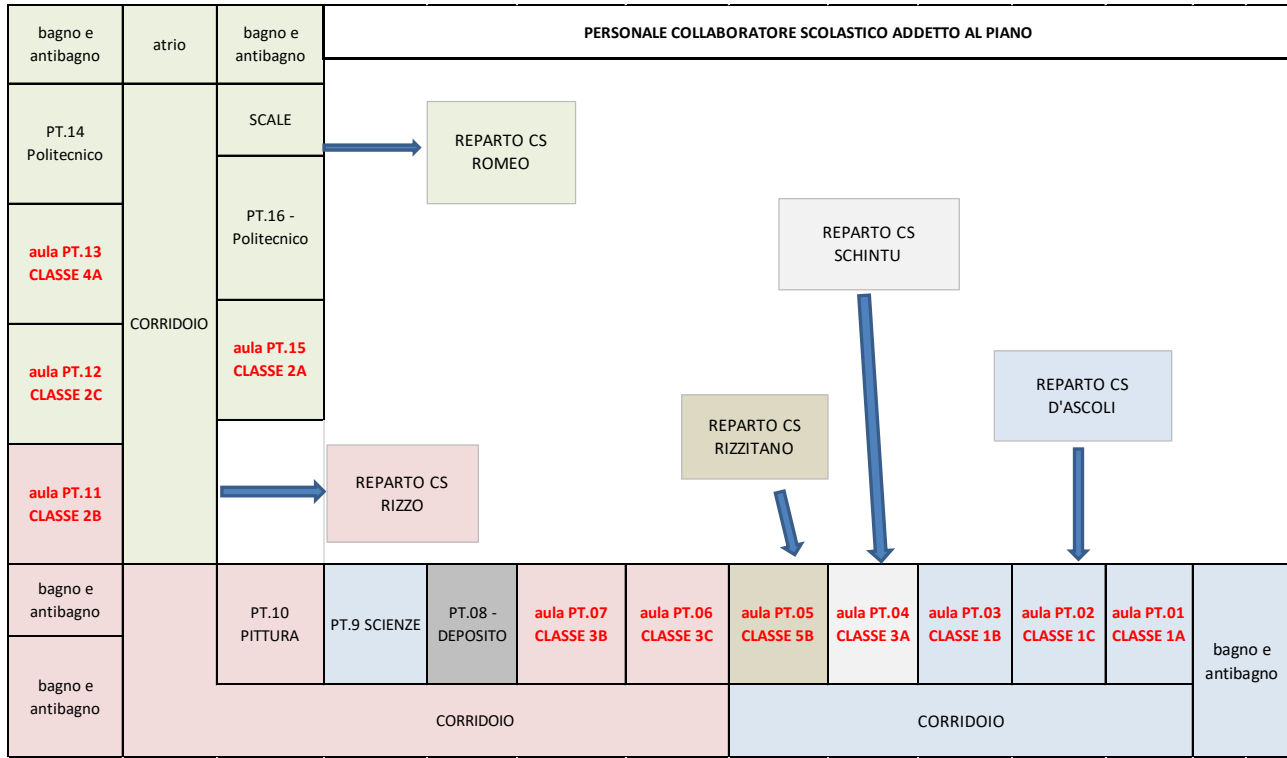 bagno e
antibagno
atrio
bagno e
antibagno
PERSONALE COLLABORATORE SCOLASTICO ADDETTO AL PIANO
PT.14
Politecnico
SCALE
REPARTO CS
ROMEO
PT.16 -
Politecnico
aula PT.13
CLASSE 4A
REPARTO CS
SCHINTU
CORRIDOIO
aula PT.15
CLASSE 2A
aula PT.12
CLASSE 2C
REPARTO CS
D'ASCOLI
REPARTO CS
RIZZITANO
aula PT.11
CLASSE 2B
REPARTO CS
RIZZO
bagno e
antibagno
PT.10
PITTURA
PT.9 SCIENZE
PT.08 -
DEPOSITO
aula PT.07
CLASSE 3B
aula PT.06
CLASSE 3C
aula PT.05
CLASSE 5B
aula PT.04
CLASSE 3A
aula PT.03
CLASSE 1B
aula PT.02
CLASSE 1C
aula PT.01
CLASSE 1A
bagno e
antibagno
bagno e
antibagno
CORRIDOIO
CORRIDOIO